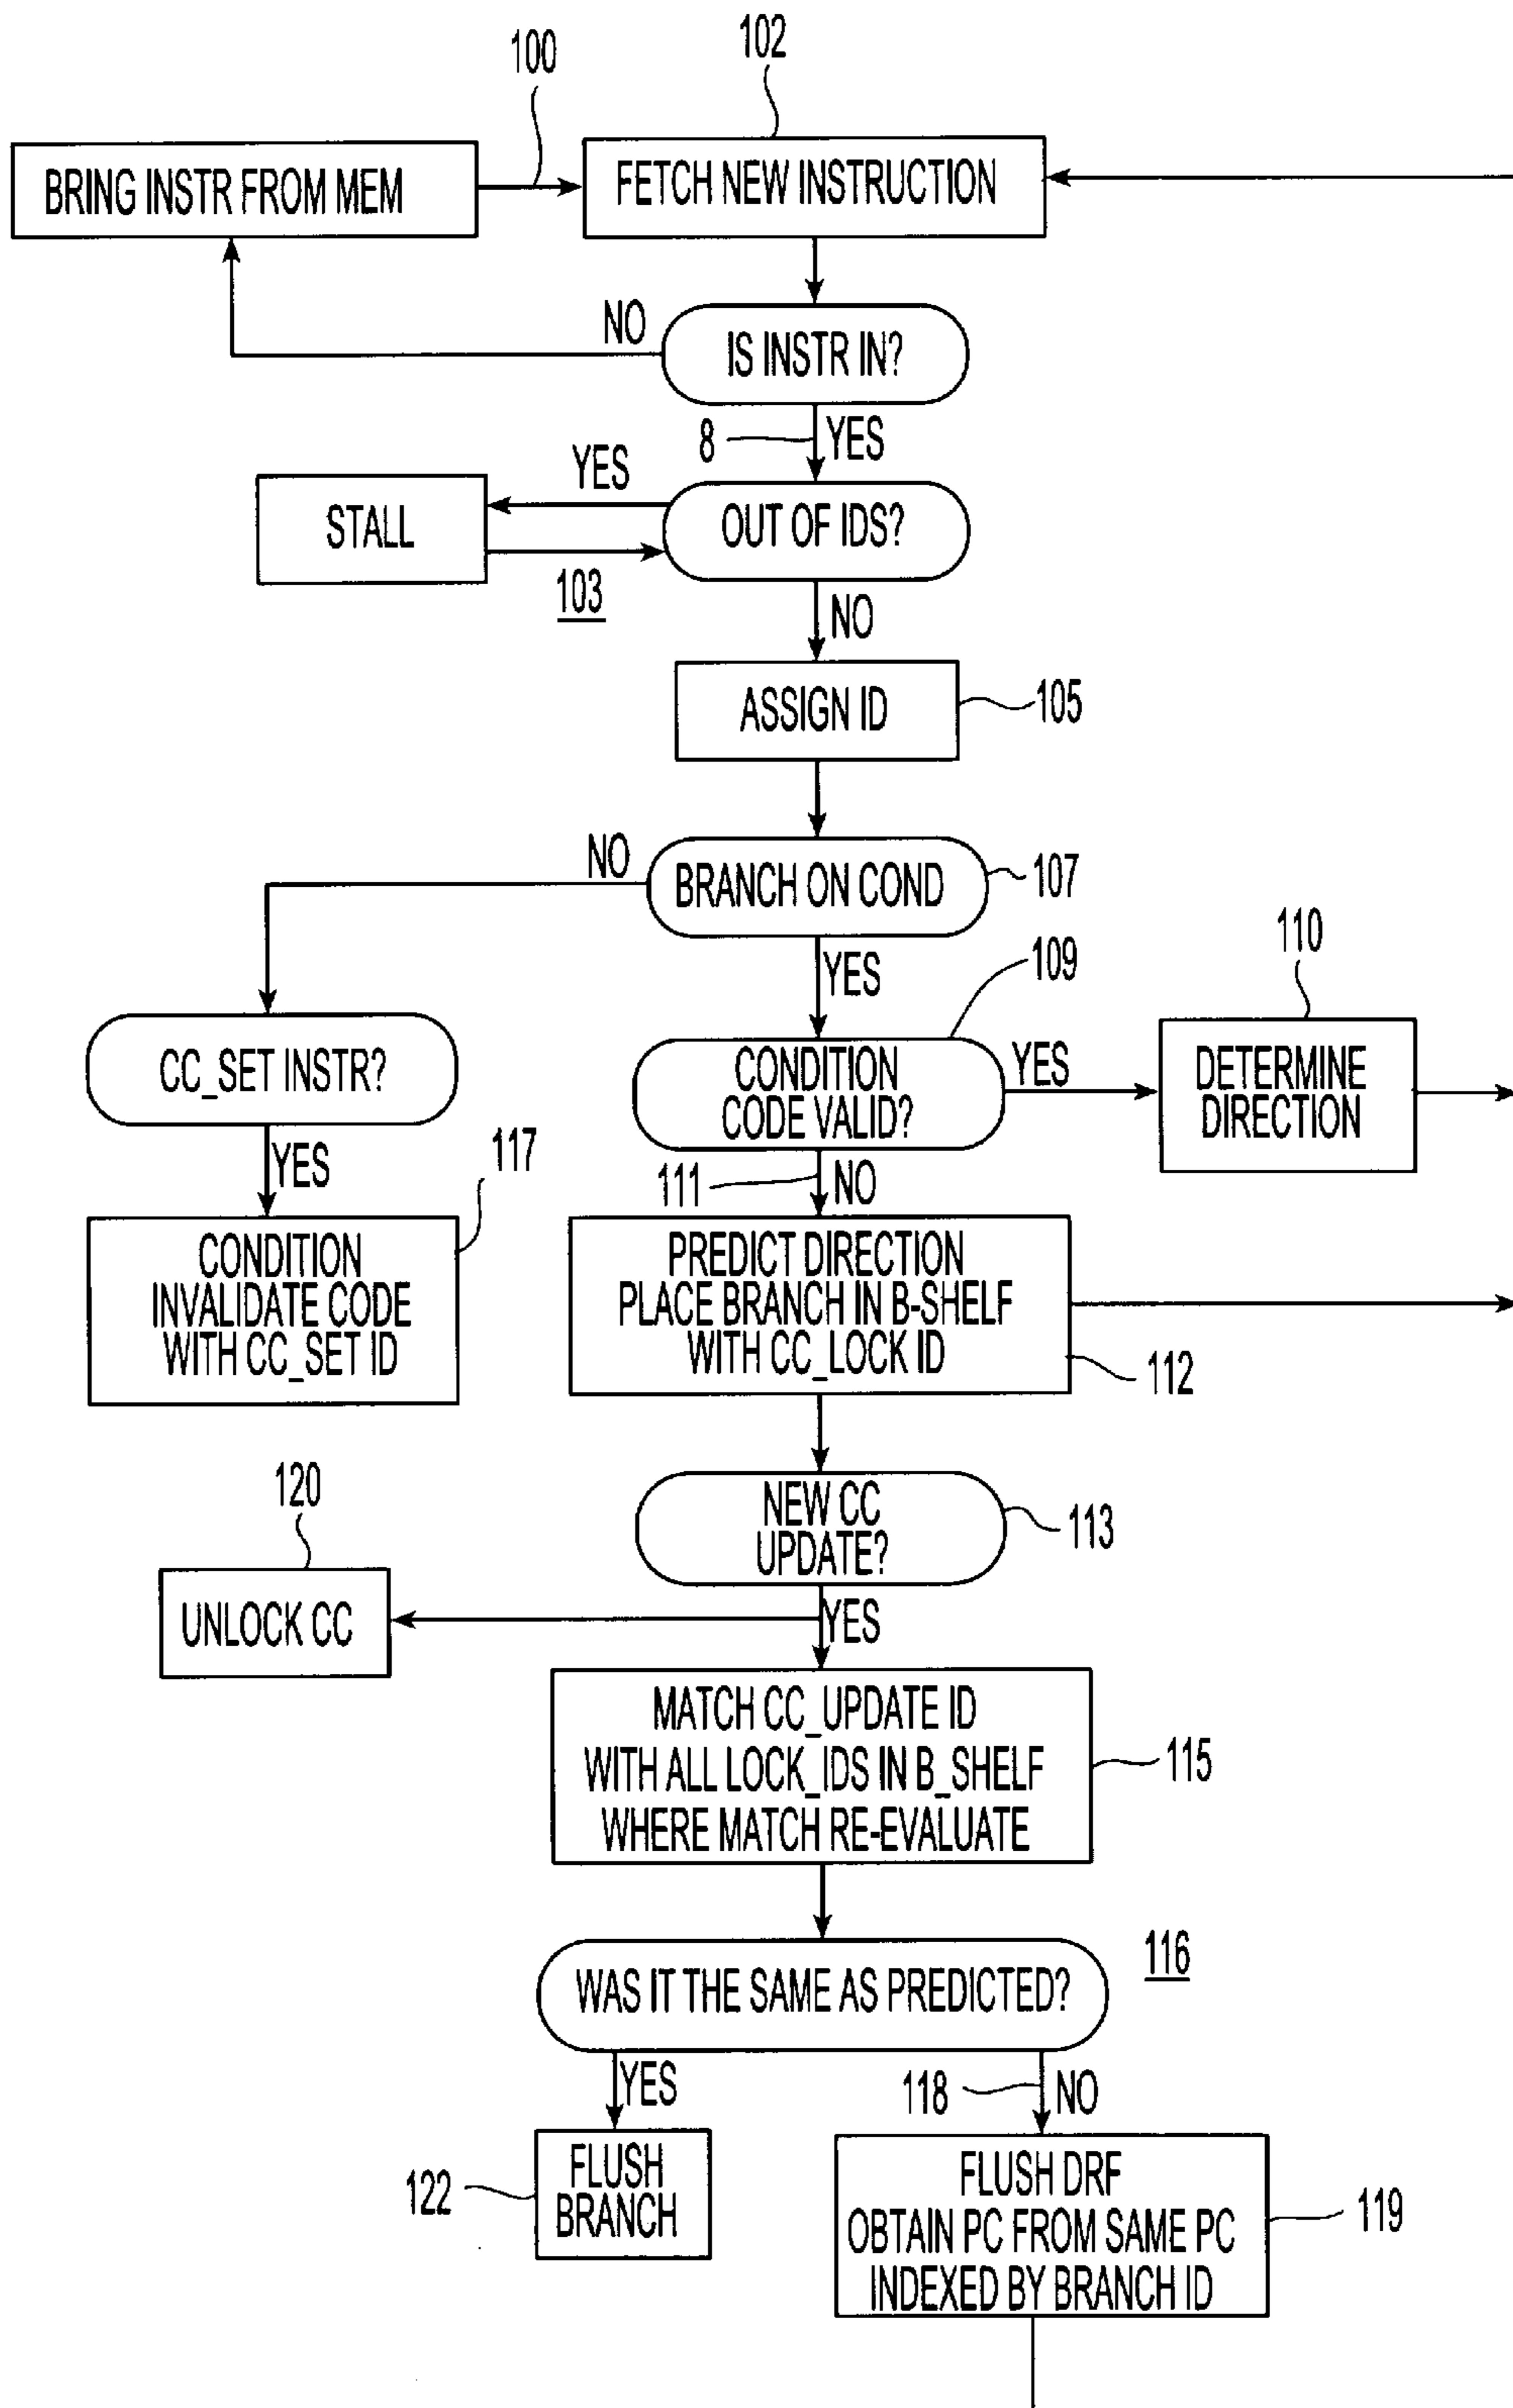 100
102
BRING INSTR FROM MEM
FETCH NEW INSTRUCTION
NO
IS INSTR IN?
8
YES
YES
STALL
OUT OF IDS?
103
NO
ASSIGN ID
105
NO
BRANCH ON COND
107
YES
109
110
CC_SET INSTR?
CONDITION
CODE VALID?
YES
DETERMINE
DIRECTION
YES
117
111
NO
CONDITION
INVALIDATE CODE
WITH CC_SET ID
PREDICT DIRECTION
PLACE BRANCH IN B-SHELF
WITH CC_LOCK ID
112
120
NEW CC
UPDATE?
113
UNLOCK CC
YES
MATCH CC_UPDATE ID
WITH ALL LOCK_IDS IN B_SHELF
WHERE MATCH RE-EVALUATE
115
116
WAS IT THE SAME AS PREDICTED?
YES
118
NO
122
FLUSH
BRANCH
FLUSH DRF
OBTAIN PC FROM SAME PC
INDEXED BY BRANCH ID
119